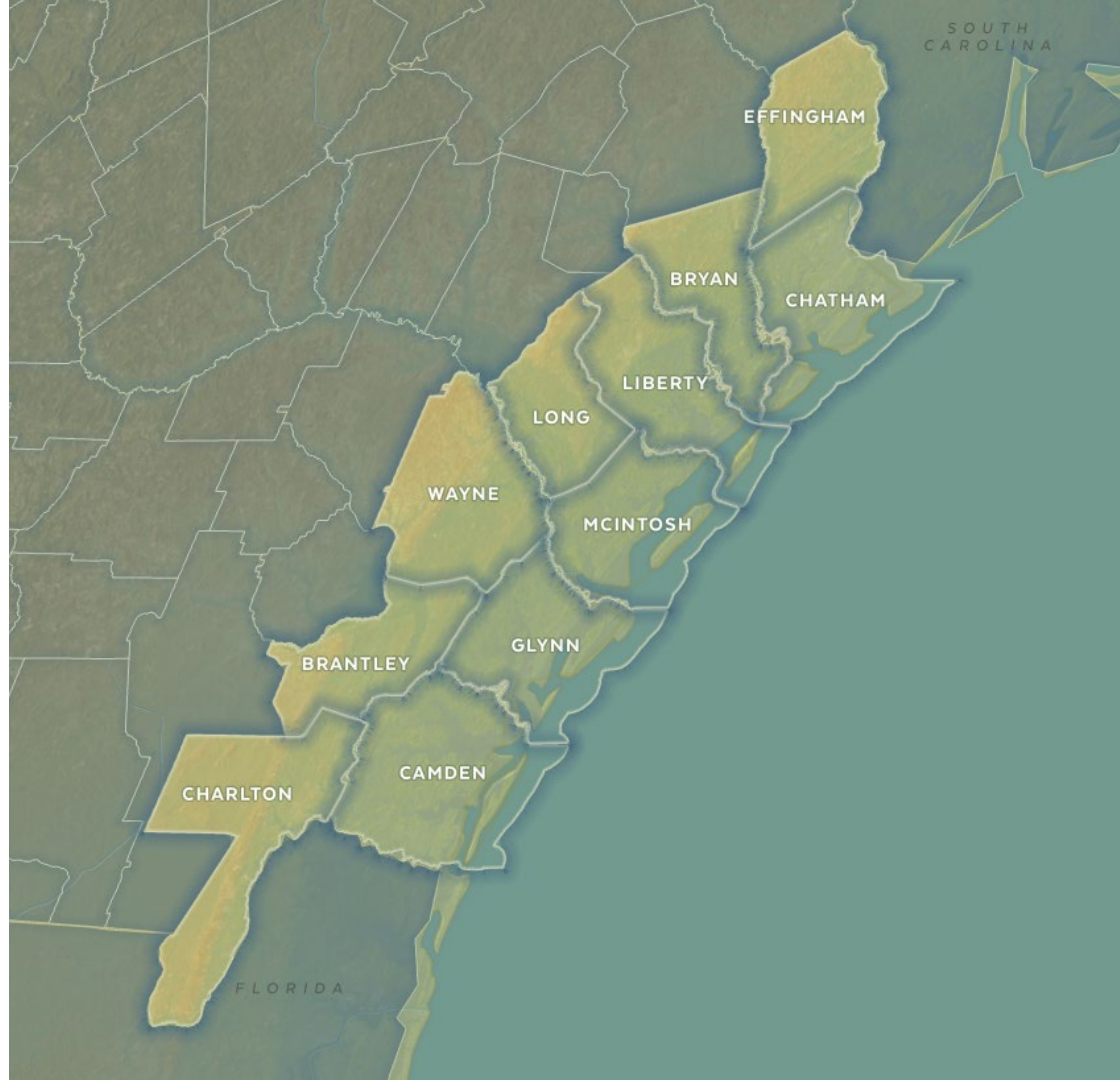 SOUTH
CAROLINA
EFFINGHAM
BRYAN
CHATHAM
LIBERTY
LONG
WAYNE
MCINTOSH
GLYNN
BRANTLEY
CAMDEN
CHARLTON
FLORIDA